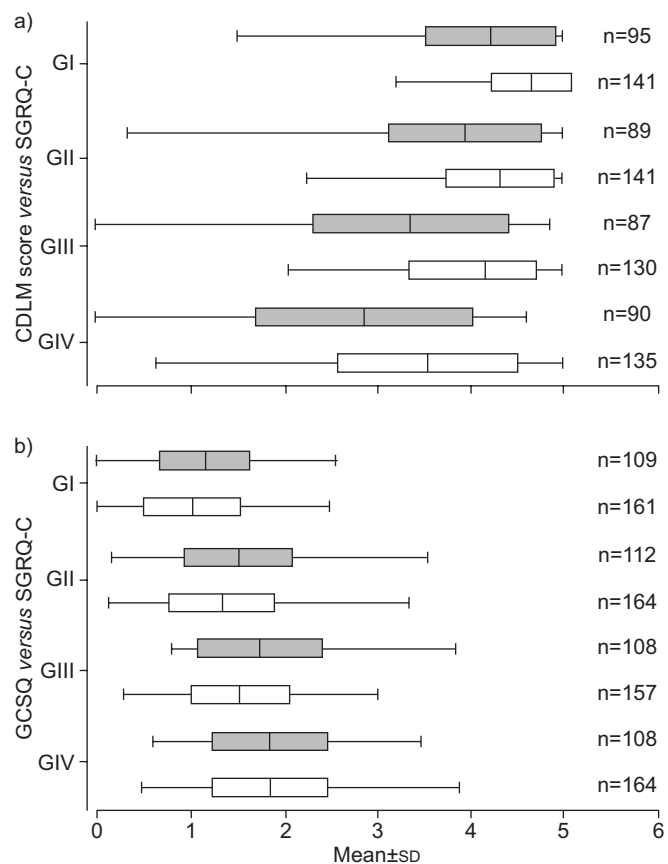 a)
CDLM score versus SGRQ-C
GI
n=95
n=141
GII
n=89
n=141
GIII
n=87
n=130
GIV
n=90
n=135
b)
GCSQ versus SGRQ-C
GI
n=109
n=161
GII
n=112
n=164
GIII
n=108
n=157
GIV
n=108
n=164
0 1 2 3 4 5 6
Mean±SD